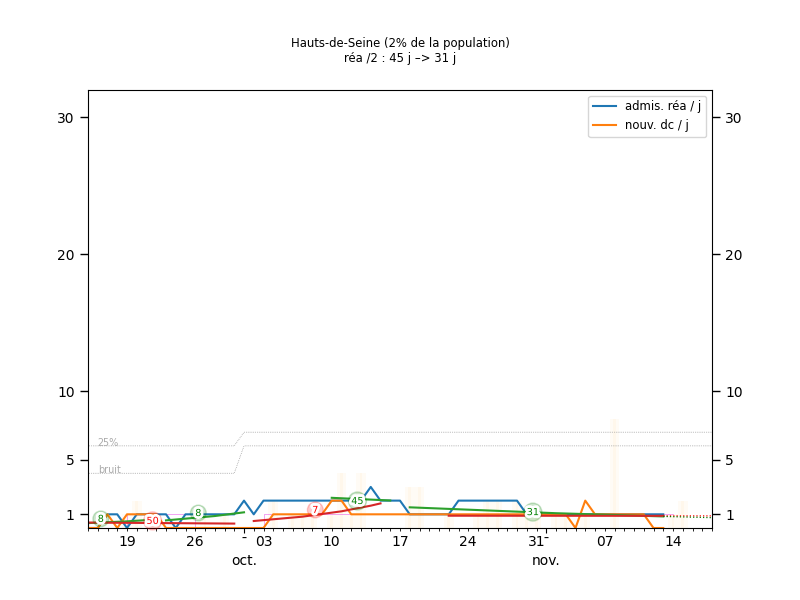 Hauts-de-Seine (2% de la population)
réa /2 : 45 j –> 31 j
admis. réa / j
nouv. dc / j
30 30
20 20
10 10
5 5
1 1
25%
bruit
8 50 8 7 45 31
19 26 - 03 10 17 24 31- 07 14
oct. nov.